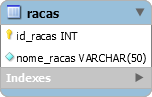 racas
id_racas INT
nome_racas VARCHAR(50)
Indexes